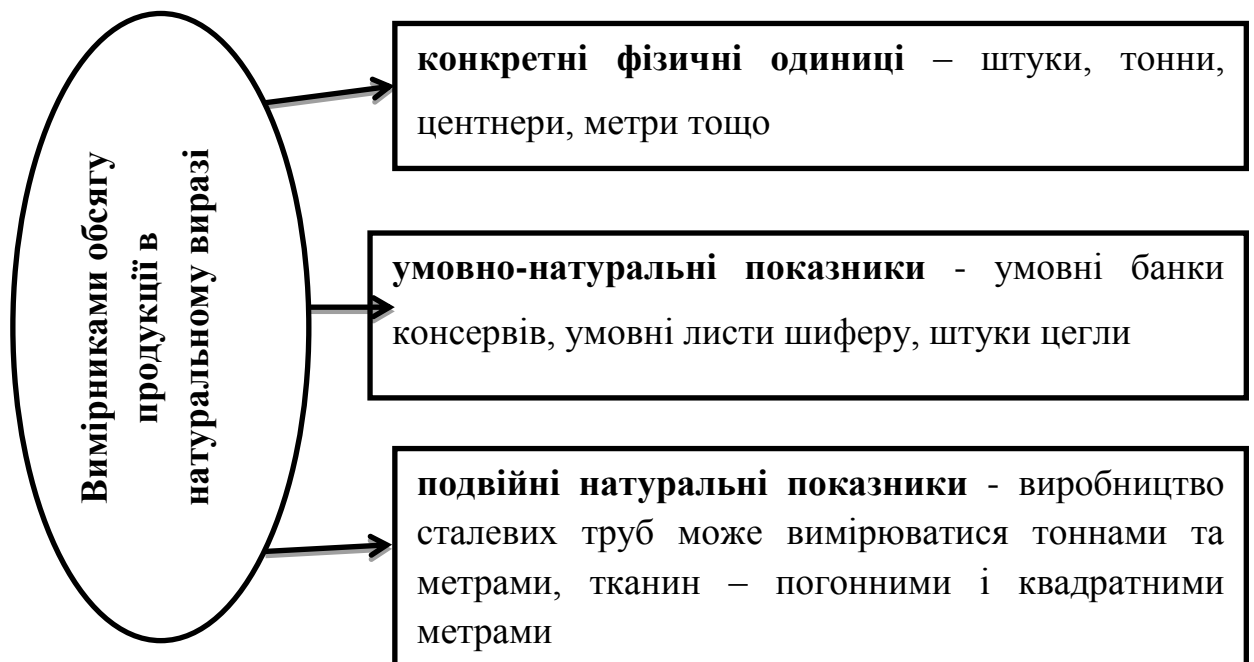 Вимірниками обсягу
продукції в
натуральному виразі
конкретні фізичні одиниці – штуки, тонни,
центнери, метри тощо
умовно-натуральні показники - умовні банки
консервів, умовні листи шиферу, штуки цегли
подвійні натуральні показники - виробництво
сталевих труб може вимірюватися тоннами та
метрами, тканин – погонними і квадратними
метрами